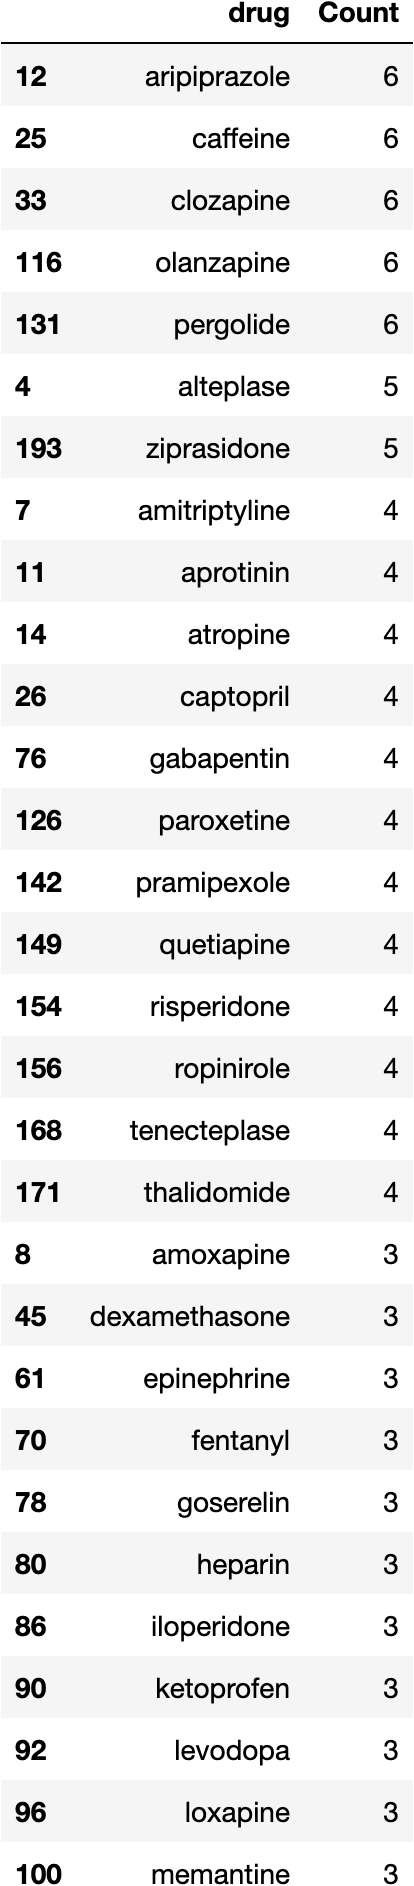 drug Count
12 aripiprazole 6
25 caffeine 6
33 clozapine 6
116 olanzapine 6
131 pergolide 6
4 alteplase 5
193 ziprasidone 5
7 amitriptyline 4
11 aprotinin 4
14 atropine 4
26 captopril 4
76 gabapentin 4
126 paroxetine 4
142 pramipexole 4
149 quetiapine 4
154 risperidone 4
156 ropinirole 4
168 tenecteplase 4
171 thalidomide 4
8 amoxapine 3
45 dexamethasone 3
61 epinephrine 3
70 fentanyl 3
78 goserelin 3
80 heparin 3
86 iloperidone 3
90 ketoprofen 3
92 levodopa 3
96 loxapine 3
100 memantine 3